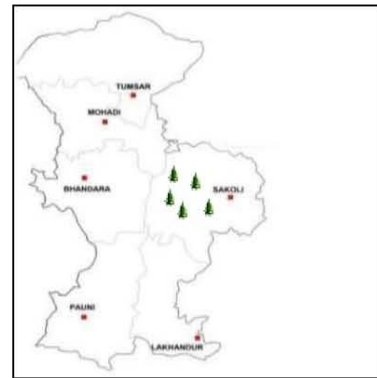 TUMSAR
MOHADI
BHANDARA
SAKOLI
PAUNI
LAKHANDUR